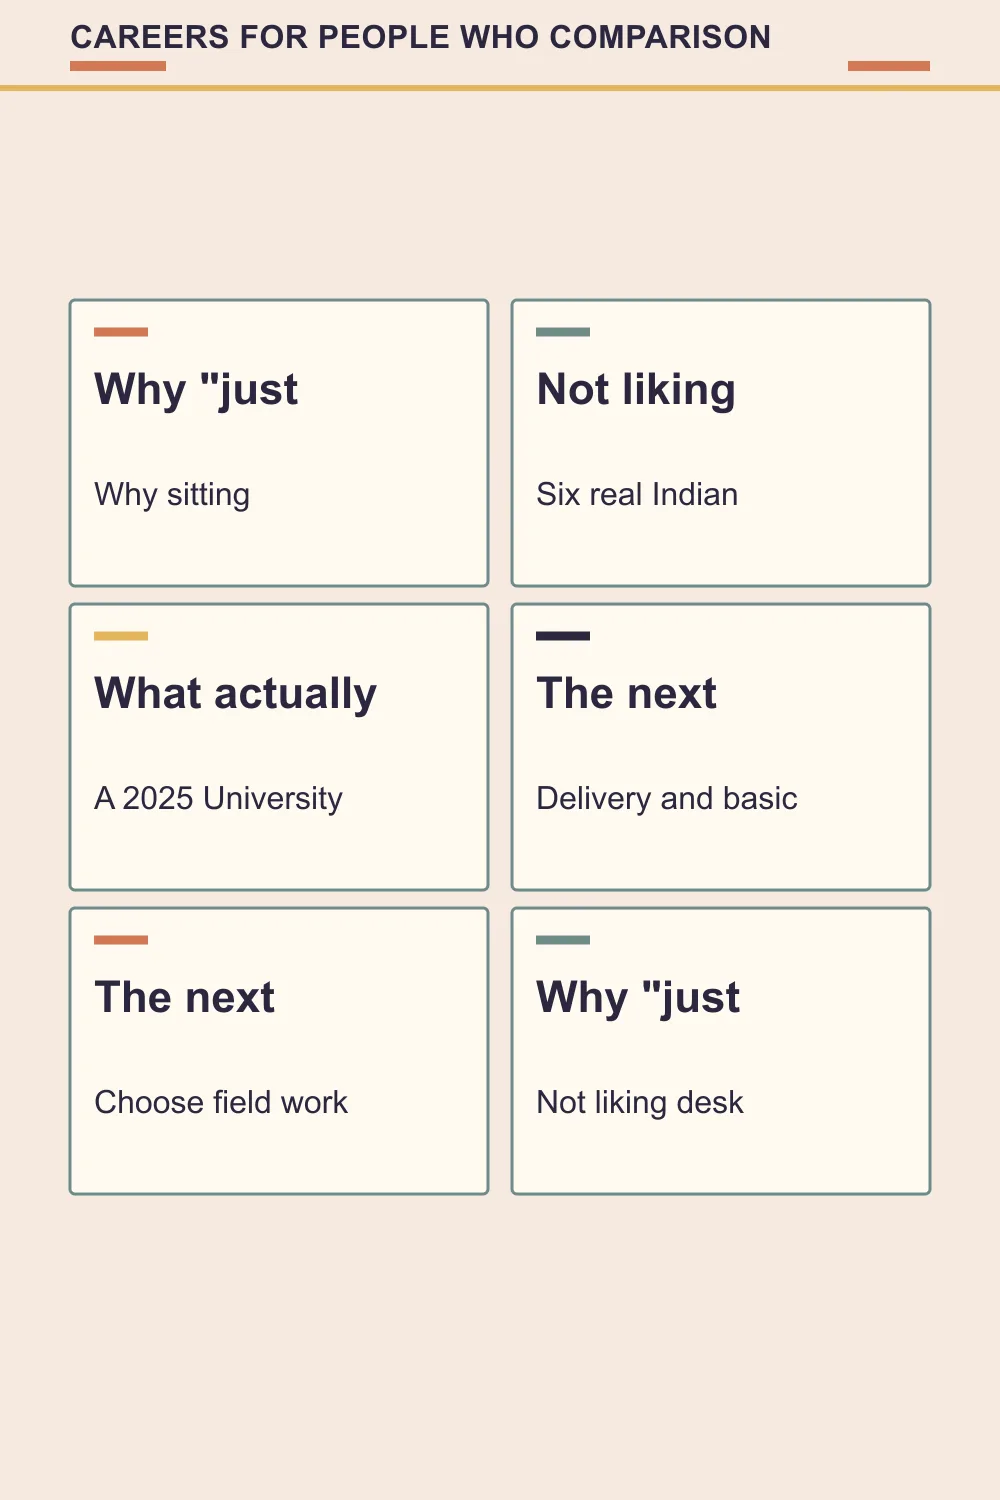 CAREERS FOR PEOPLE WHO COMPARISON
Why "just
Why sitting
Not liking
Six real Indian
What actually
A 2025 University
The next
Delivery and basic
The next
Choose field work
Why "just
Not liking desk